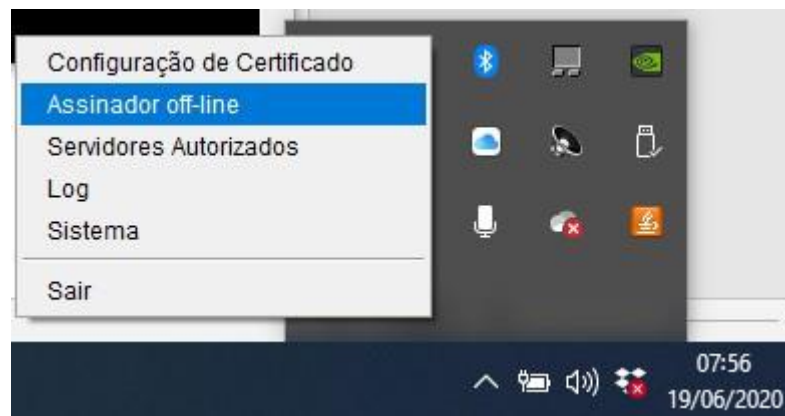 Configuração de Certificado
Assinador off-line
Servidores Autorizados
Log
Sistema
Sair
07:56
19/06/2020